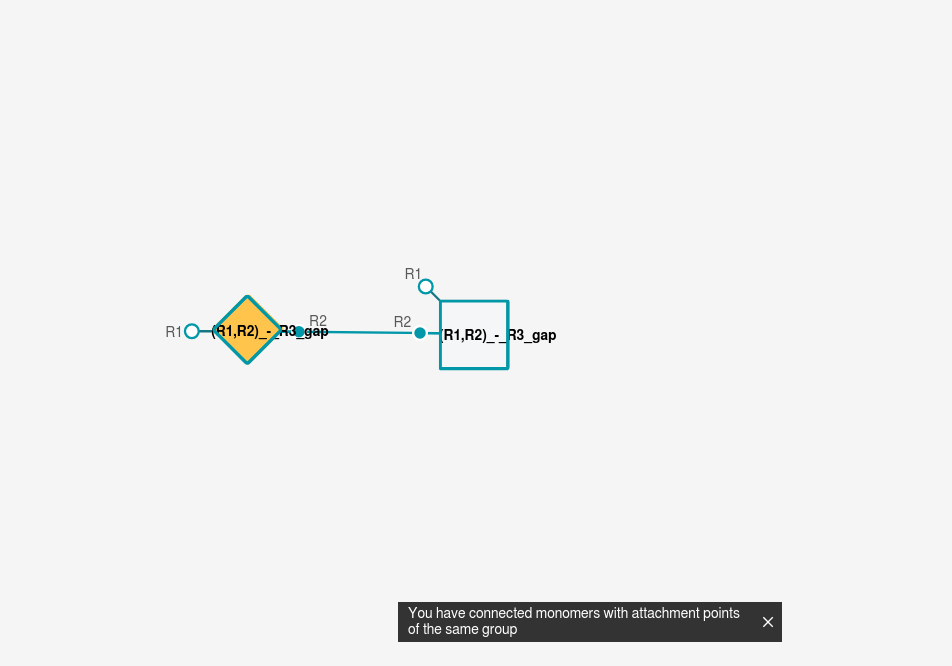 R1
R1
(R1,R2)_-_R3_gap
R2
R2
(R1,R2)_-_R3_gap
You have connected monomers with attachment points
of the same group